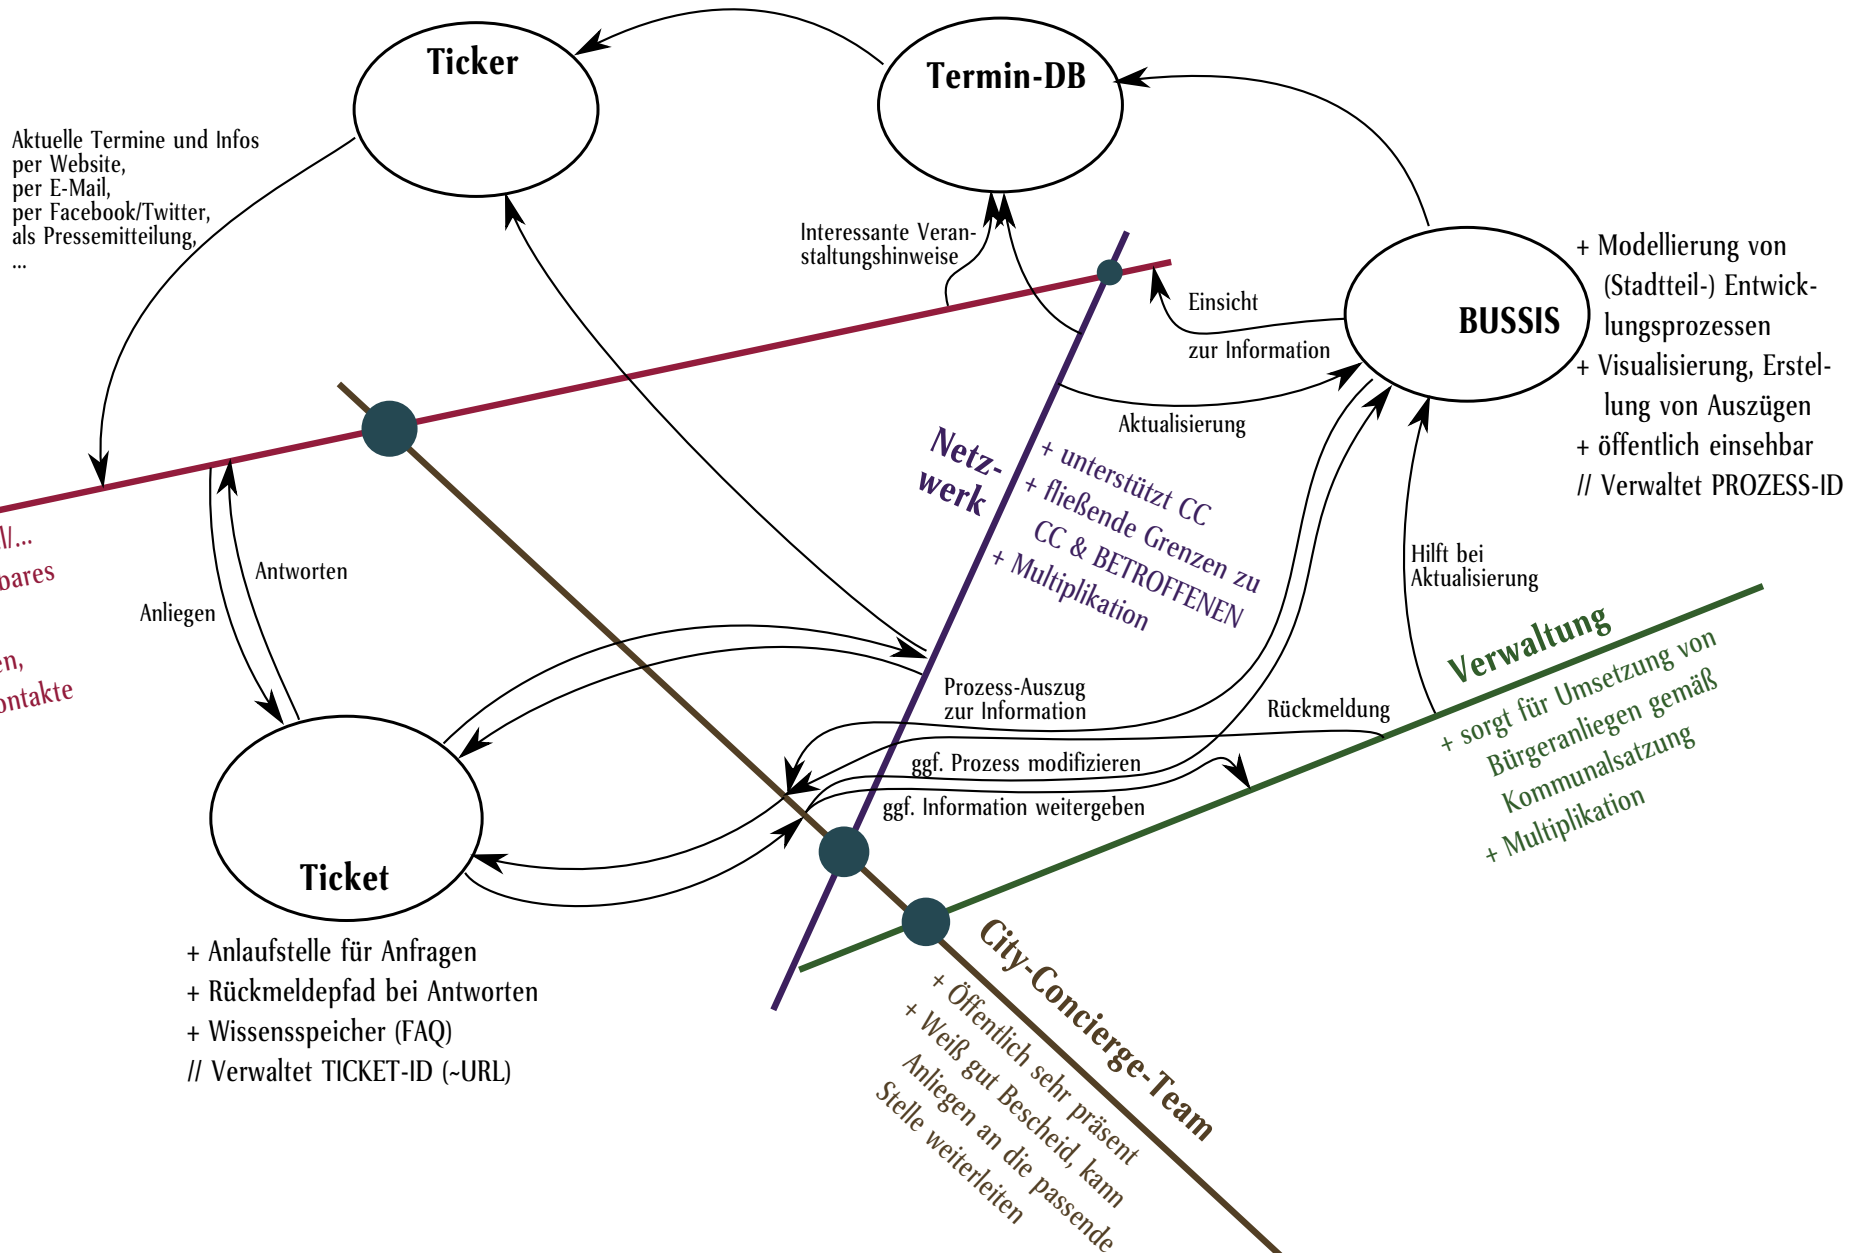 Ticker
Termin-DB
Aktuelle Termine und Infos
per Website,
per E-Mail,
per Facebook/Twitter,
als Pressemitteilung,
...
Interessante Veran-
staltungshinweise
Einsicht
zur Information
BUSSIS
+ Modellierung von
(Stadtteil-) Entwick-
lungsprozessen
+ Visualisierung, Erstel-
lung von Auszügen
+ öffentlich einsehbar
// Verwaltet PROZESS-ID
Aktualisierung
Netz-
werk
+ unterstützt CC
+ fließende Grenzen zu
CC & BETROFFENEN
+ Multiplikation
l/...
bares
en,
ontakte
Antworten
Anliegen
Hilft bei
Aktualisierung
Verwaltung
+ sorgt für Umsetzung von
Bürgeranliegen gemäß
Kommunalsatzung
+ Multiplikation
Prozess-Auszug
zur Information
Rückmeldung
ggf. Prozess modifizieren
ggf. Information weitergeben
Ticket
+ Anlaufstelle für Anfragen
+ Rückmeldepfad bei Antworten
+ Wissensspeicher (FAQ)
// Verwaltet TICKET-ID (~URL)
City-Concierge-Team
+ Öffentlich sehr präsent
+ Weiß gut Bescheid, kann
Anliegen an die passende
Stelle weiterleiten